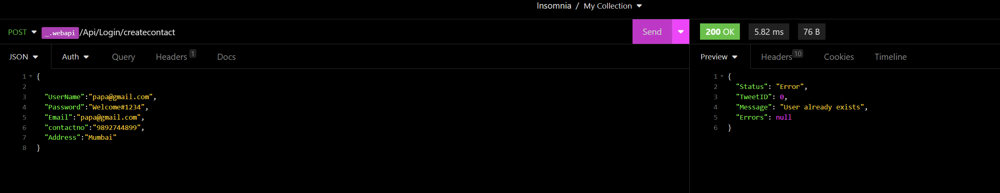 Insomnia / My Collection
POST _.webapi/Api/Login/createcontact Send 200 OK 5.82 ms 76 B
JSON Auth Query Headers 1 Docs Preview Headers 10 Cookies Timeline
1 {
2
3 "UserName":"papa@gmail.com",
4 "Password":"Welcome#1234",
5 "Email":"papa@gmail.com",
6 "contactno":"9892744899",
7 "Address":"Mumbai"
8 }
1 {
2 "Status": "Error",
3 "TweetID": 0,
4 "Message": "User already exists",
5 "Errors": null
6 }